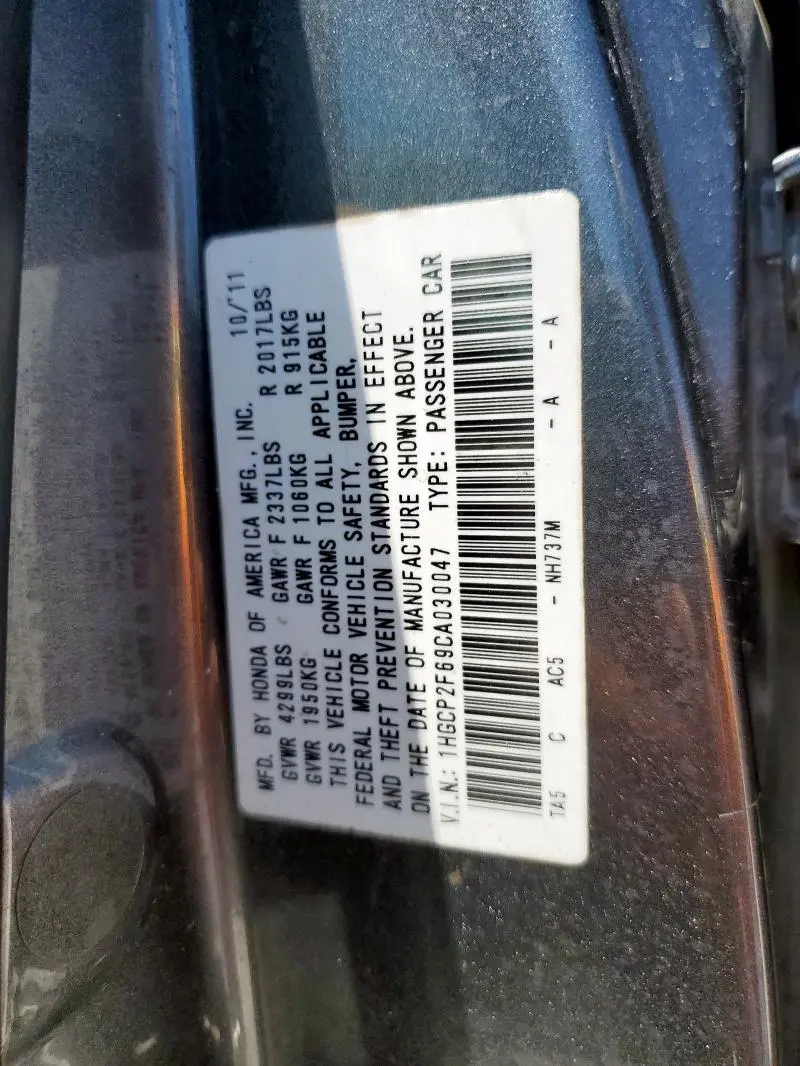 MFD. BY HONDA OF AMERICA MFG., INC. 10/11
GVWR 4299LBS GAWR F 2337LBS R 2017LBS
GVWR 1950KG GAWR F 1060KG R 915KG
THIS VEHICLE CONFORMS TO ALL APPLICABLE
FEDERAL MOTOR VEHICLE SAFETY, BUMPER,
AND THEFT PREVENTION STANDARDS IN EFFECT
ON THE DATE OF MANUFACTURE SHOWN ABOVE.
V.I.N.: 1HGCP2F69CA030047 TYPE: PASSENGER CAR
TA5 C AC5 - NH737M - A - A